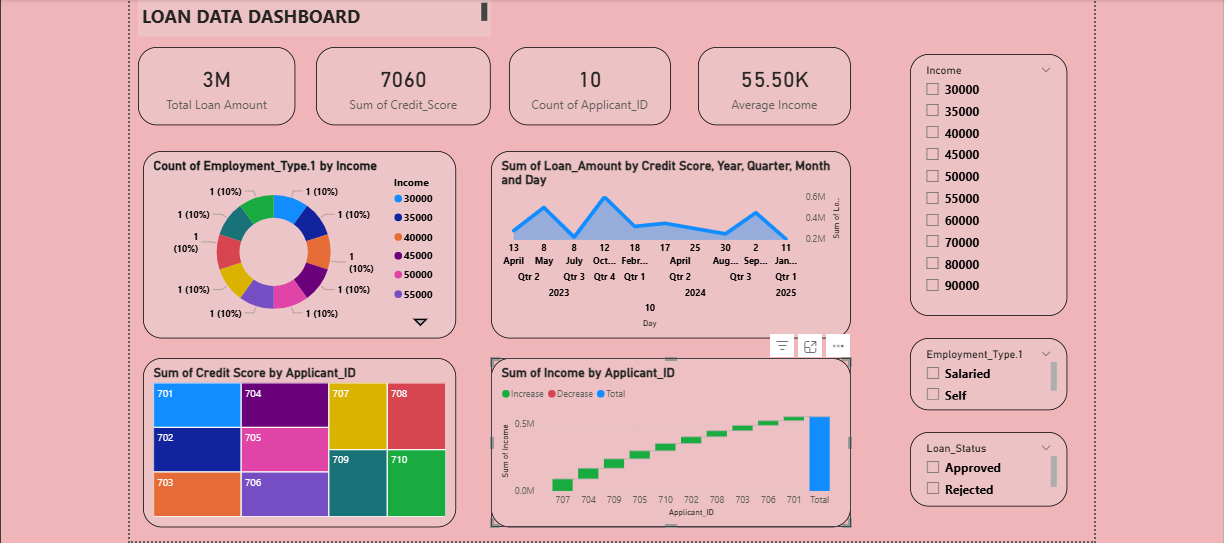 LOAN DATA DASHBOARD
3M
Total Loan Amount
7060
Sum of Credit_Score
10
Count of Applicant_ID
55.50K
Average Income
Count of Employment_Type.1 by Income
1 (10%)
1 (10%)
1 (10%)
1 (10%)
1
(10%)
1
(10%)
1 (10%)
1 (10%)
1 (10%)
1 (10%)
Income
30000
35000
40000
45000
50000
55000
Sum of Loan_Amount by Credit Score, Year, Quarter, Month
and Day
0.6M
0.4M
0.2M
Sum of Lo...
13 8 8 12 18 17 25 30 2 11
April May July Oct... Febr... April Aug... Sep... Jan...
Qtr 2 Qtr 3 Qtr 4 Qtr 1 Qtr 2 Qtr 3 Qtr 1
2023 2024 2025
10
Day
Sum of Credit Score by Applicant_ID
701
704
707
708
702
705
709
710
703
706
Sum of Income by Applicant_ID
Increase Decrease Total
Sum of Income
0.5M
0.0M
707 704 709 705 710 702 708 703 706 701 Total
Applicant_ID
Income
30000
35000
40000
45000
50000
55000
60000
70000
80000
90000
Employment_Type.1
Salaried
Self
Loan_Status
Approved
Rejected